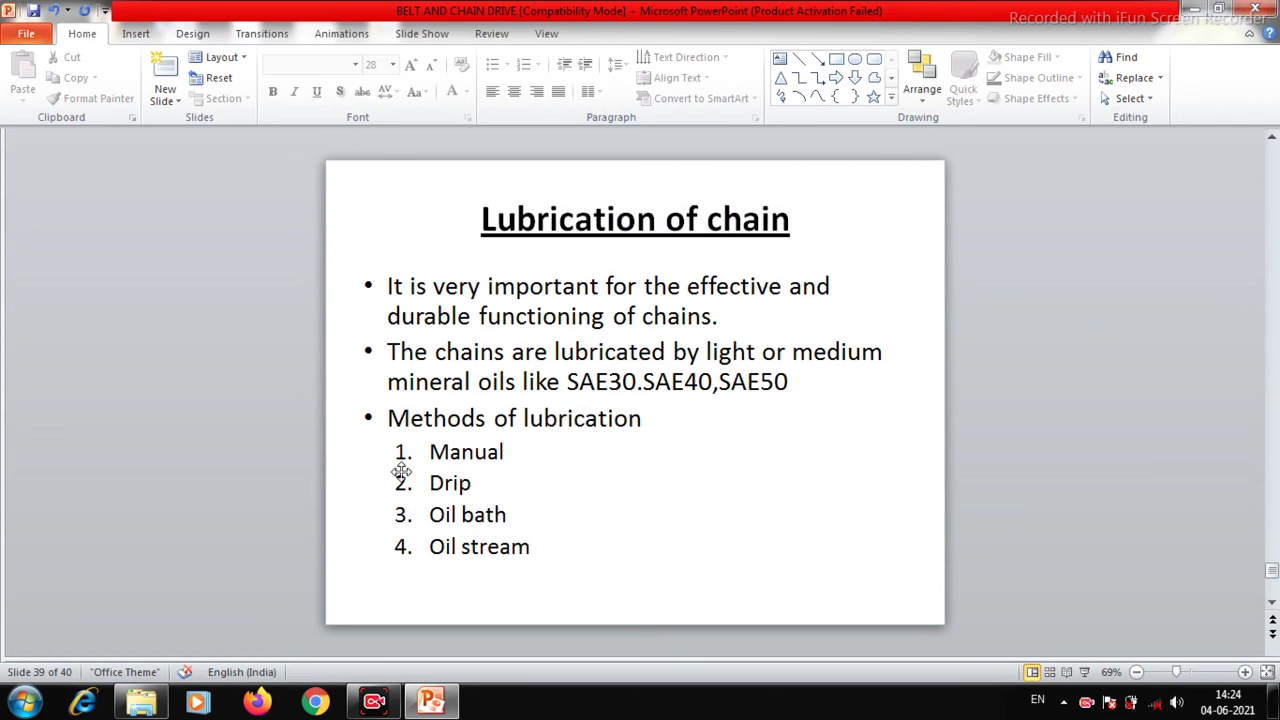 BELT AND CHAIN DRIVE [Compatibility Mode] - Microsoft PowerPoint (Product Activation Failed)
Recorded with iFun Screen Recorder
File Home Insert Design Transitions Animations Slide Show Review View
Cut
Copy
Format Painter
Paste
Clipboard
New
Slide
Layout
Reset
Section
Slides
28
B I U S abc AV Aa A
Font
Text Direction
Align Text
Convert to SmartArt
Paragraph
Arrange
Quick
Styles
Shape Fill
Shape Outline
Shape Effects
Drawing
Find
Replace
Select
Editing
Lubrication of chain
• It is very important for the effective and
durable functioning of chains.
• The chains are lubricated by light or medium
mineral oils like SAE30.SAE40,SAE50
• Methods of lubrication
1. Manual
2. Drip
3. Oil bath
4. Oil stream
Slide 39 of 40 "Office Theme" English (India) 69%
EN 14:24
04-06-2021